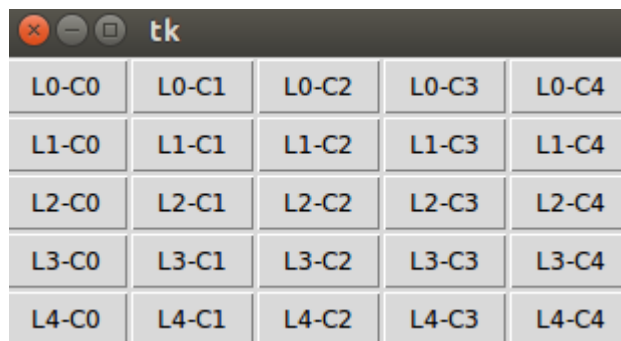 tk
L0-C0 L0-C1 L0-C2 L0-C3 L0-C4
L1-C0 L1-C1 L1-C2 L1-C3 L1-C4
L2-C0 L2-C1 L2-C2 L2-C3 L2-C4
L3-C0 L3-C1 L3-C2 L3-C3 L3-C4
L4-C0 L4-C1 L4-C2 L4-C3 L4-C4